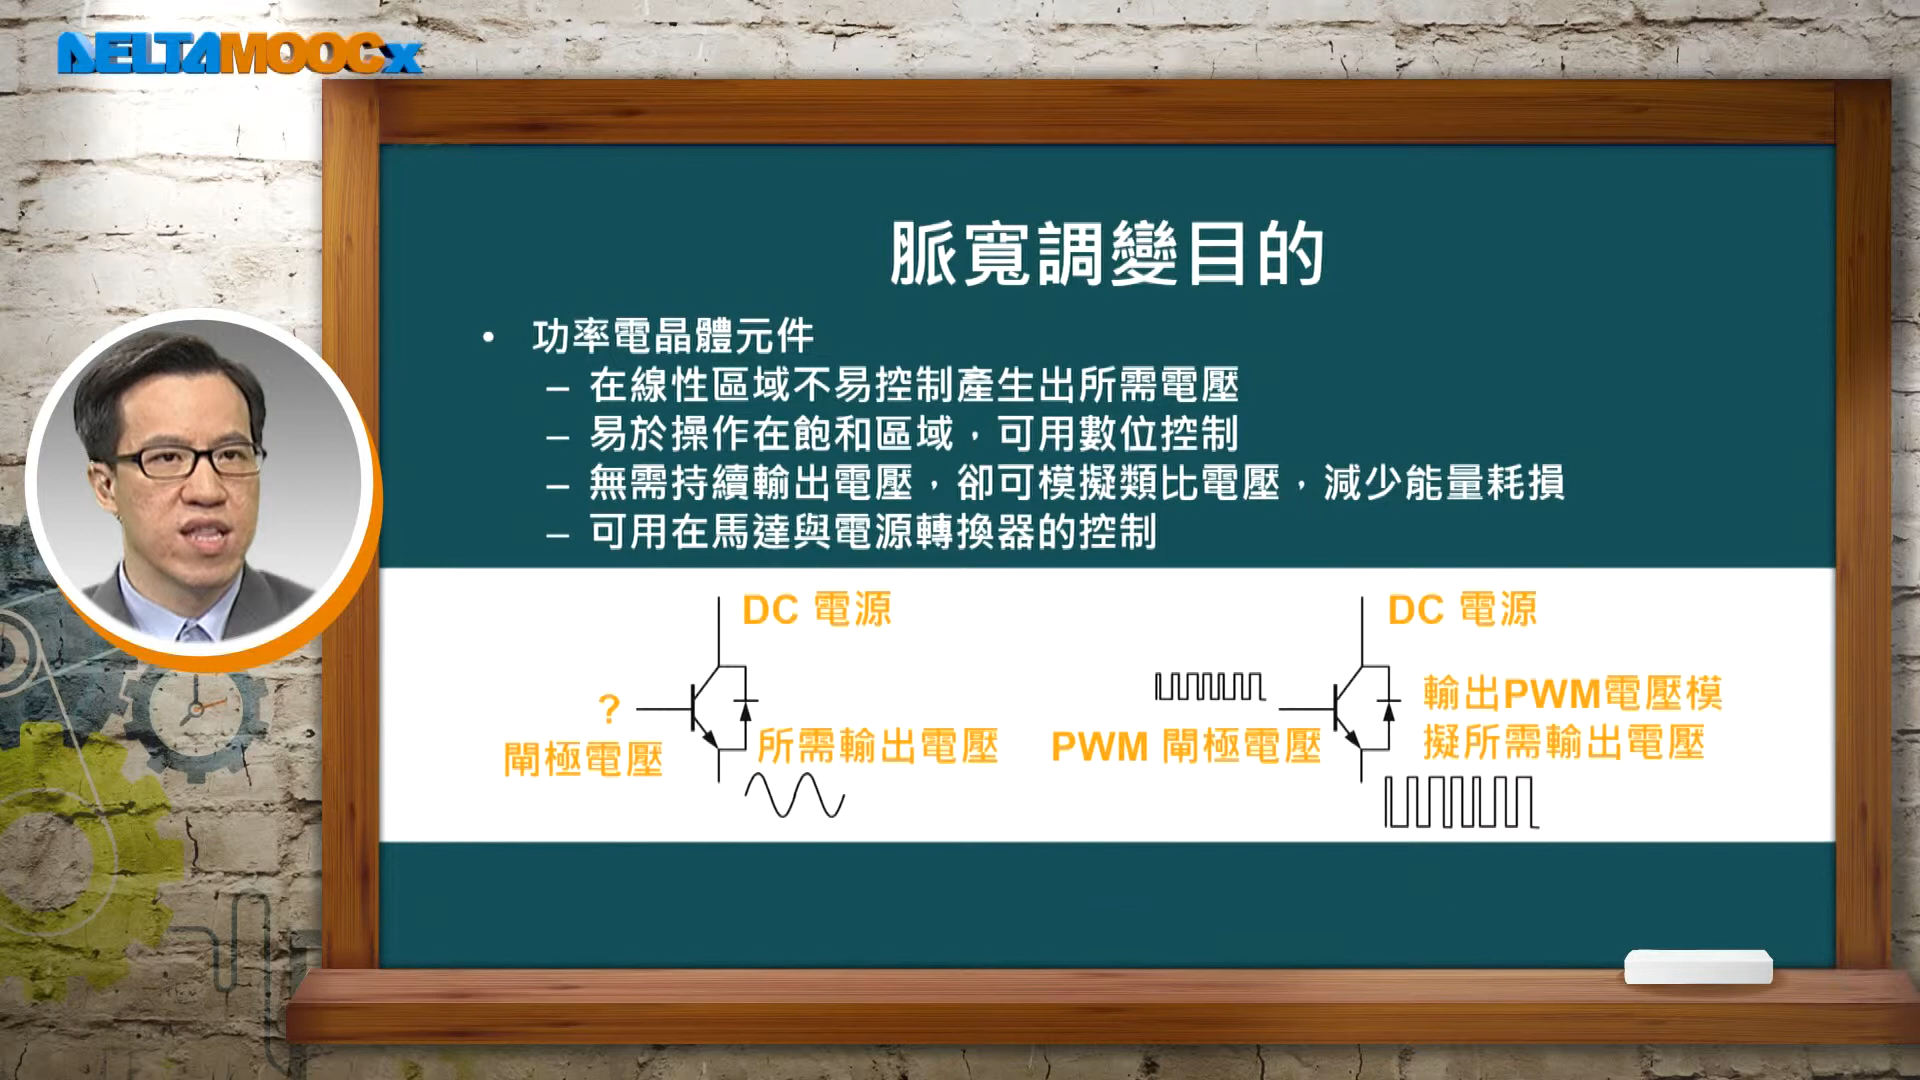 DELTAMOOCx
脈寬調變目的
• 功率電晶體元件
– 在線性區域不易控制產生出所需電壓
– 易於操作在飽和區域，可用數位控制
– 無需持續輸出電壓，卻可模擬類比電壓，減少能量耗損
– 可用在馬達與電源轉換器的控制
DC 電源
?
閘極電壓
所需輸出電壓
DC 電源
PWM 閘極電壓
輸出PWM電壓模
擬所需輸出電壓